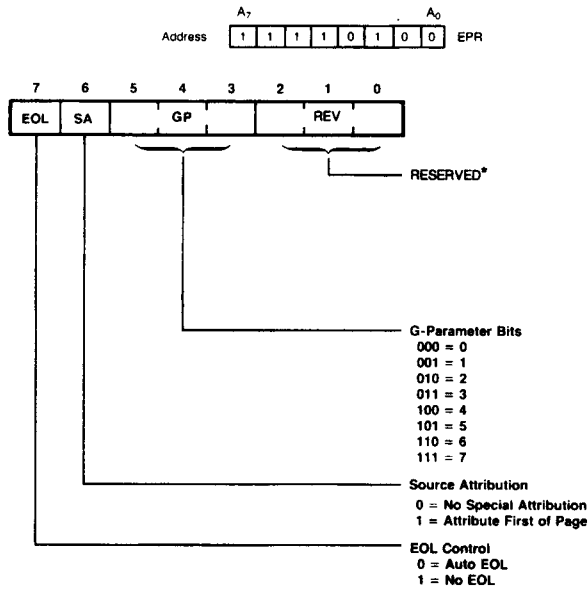 A7 A0
Address 1 1 1 1 0 1 0 0 EPR
7 6 5 4 3 2 1 0
EOL SA GP REV
RESERVED*
G-Parameter Bits
000 = 0
001 = 1
010 = 2
011 = 3
100 = 4
101 = 5
110 = 6
111 = 7
Source Attribution
0 = No Special Attribution
1 = Attribute First of Page
EOL Control
0 = Auto EOL
1 = No EOL